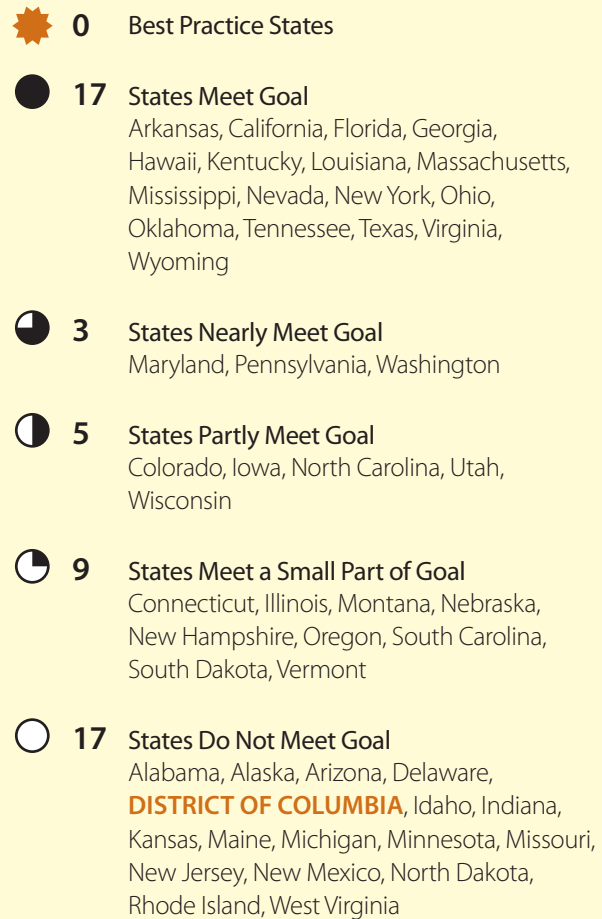 0 Best Practice States
17 States Meet Goal
Arkansas, California, Florida, Georgia,
Hawaii, Kentucky, Louisiana, Massachusetts,
Mississippi, Nevada, New York, Ohio,
Oklahoma, Tennessee, Texas, Virginia,
Wyoming
3 States Nearly Meet Goal
Maryland, Pennsylvania, Washington
5 States Partly Meet Goal
Colorado, Iowa, North Carolina, Utah,
Wisconsin
9 States Meet a Small Part of Goal
Connecticut, Illinois, Montana, Nebraska,
New Hampshire, Oregon, South Carolina,
South Dakota, Vermont
17 States Do Not Meet Goal
Alabama, Alaska, Arizona, Delaware,
DISTRICT OF COLUMBIA, Idaho, Indiana,
Kansas, Maine, Michigan, Minnesota, Missouri,
New Jersey, New Mexico, North Dakota,
Rhode Island, West Virginia